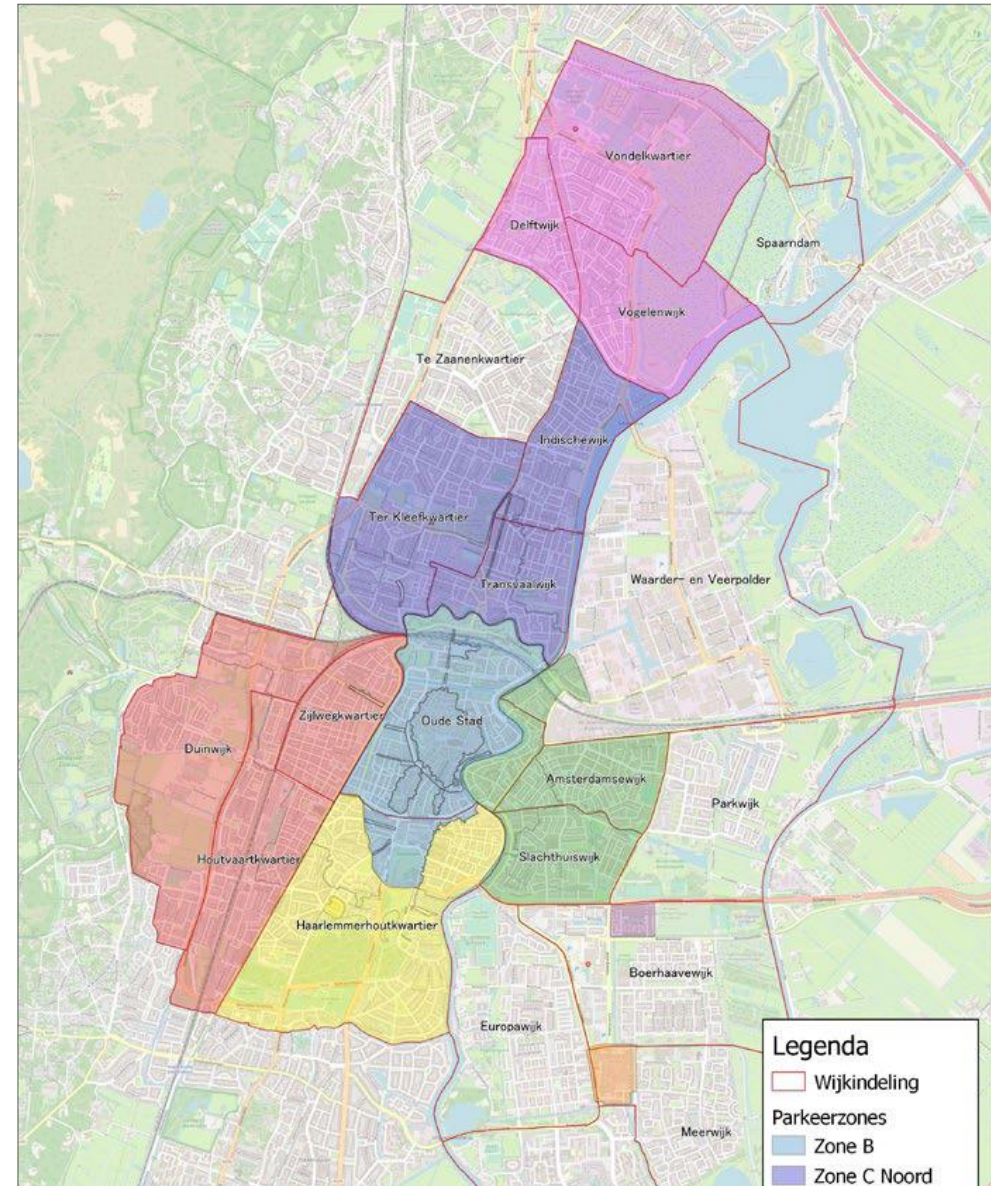 Vondelkwartier
Delftwijk
Spaarndam
Vogelenwijk
Te Zaanenkwartier
Indischewijk
Ter Kleefkwartier
Transvaalwijk
Waarder- en Veerpolder
Zijlwegkwartier
Oude Stad
Duinwijk
Amsterdamsewijk
Parkwijk
Houtvaartkwartier
Slachthuiswijk
Haarlemmerhoutkwartier
Boerhaavewijk
Europawijk
Meerwijk
Legenda
Wijkindeling
Parkeerzones
Zone B
Zone C Noord